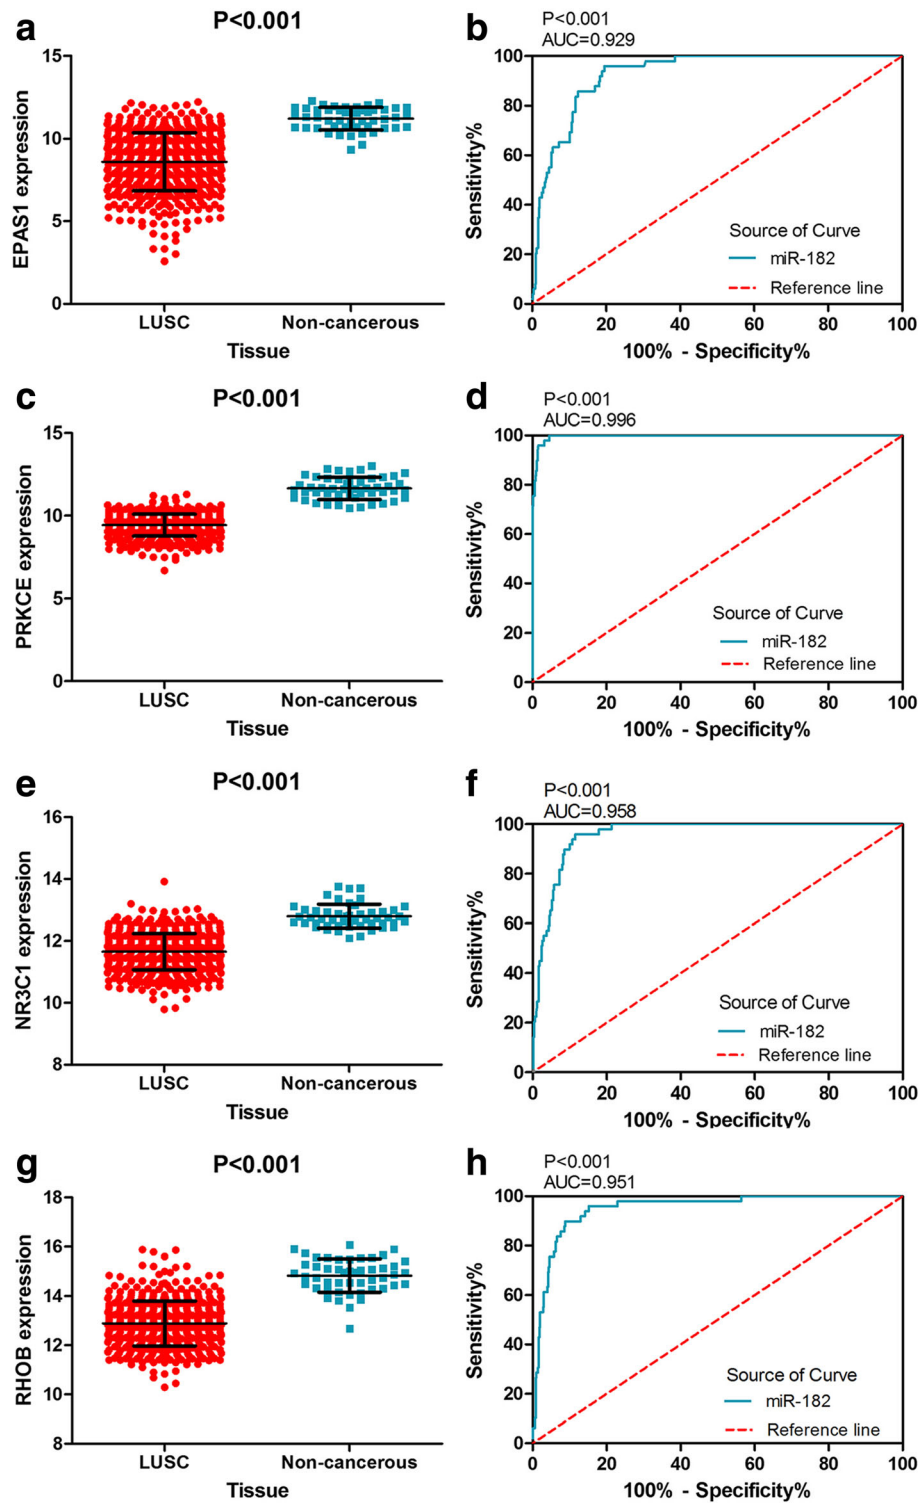 a
P<0.001
EPAS1 expression
15
10
5
0
LUSC
Non-cancerous
Tissue
b
P<0.001
AUC=0.929
Sensitivity%
100
80
60
40
20
0
Source of Curve
miR-182
Reference line
0 20 40 60 80 100
100% - Specificity%
c
P<0.001
PRKCE expression
15
10
5
0
LUSC
Non-cancerous
Tissue
d
P<0.001
AUC=0.996
Sensitivity%
100
80
60
40
20
0
Source of Curve
miR-182
Reference line
0 20 40 60 80 100
100% - Specificity%
e
P<0.001
NR3C1 expression
16
14
12
10
8
LUSC
Non-cancerous
Tissue
f
P<0.001
AUC=0.958
Sensitivity%
100
80
60
40
20
0
Source of Curve
miR-182
Reference line
0 20 40 60 80 100
100% - Specificity%
g
P<0.001
RHOB expression
18
16
14
12
10
8
LUSC
Non-cancerous
Tissue
h
P<0.001
AUC=0.951
Sensitivity%
100
80
60
40
20
0
Source of Curve
miR-182
Reference line
0 20 40 60 80 100
100% - Specificity%